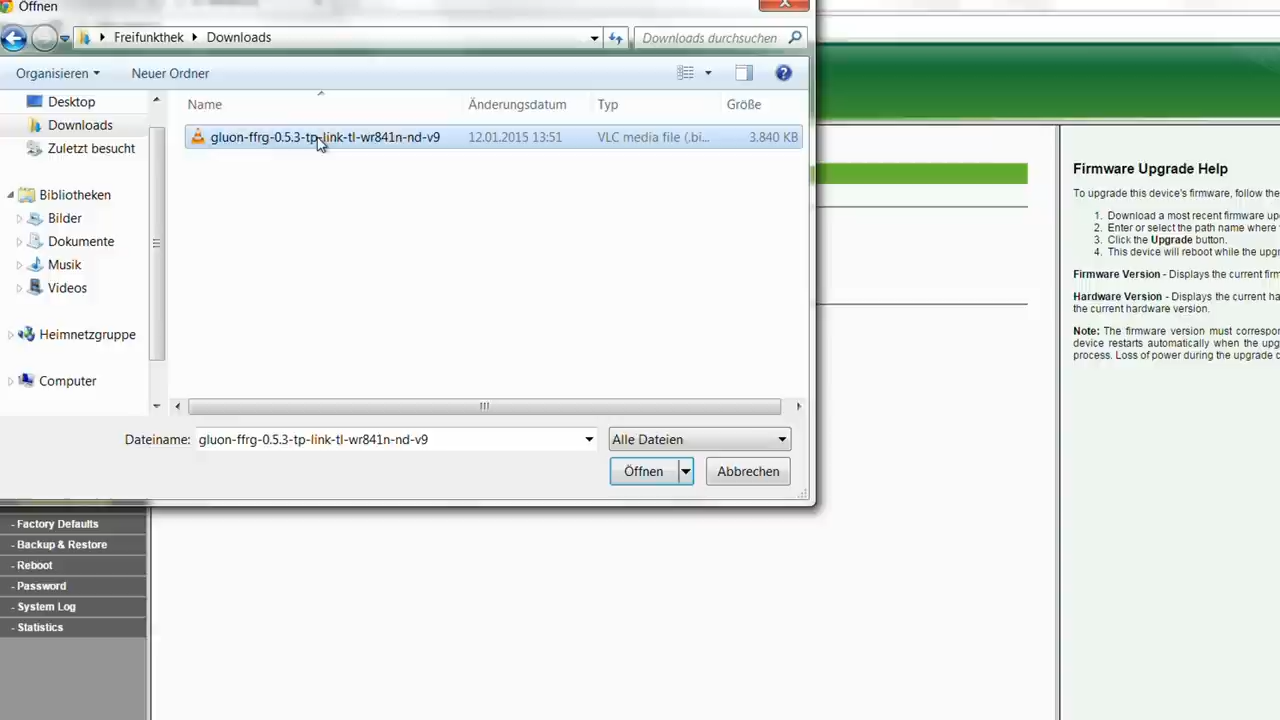 Öffnen
Freifunkthek Downloads
Downloads durchsuchen
Organisieren
Neuer Ordner
Desktop
Downloads
Zuletzt besucht
Bibliotheken
Bilder
Dokumente
Musik
Videos
Heimnetzgruppe
Computer
Name Änderungsdatum Typ Größe
gluon-ffrg-0.5.3-tp-link-tl-wr841n-nd-v9 12.01.2015 13:51 VLC media file (.bi... 3.840 KB
Dateiname: gluon-ffrg-0.5.3-tp-link-tl-wr841n-nd-v9
Alle Dateien
Öffnen
Abbrechen
- Factory Defaults
- Backup & Restore
- Reboot
- Password
- System Log
- Statistics
Firmware Upgrade Help
To upgrade this device's firmware, follow the
1. Download a most recent firmware up
2. Enter or select the path name where
3. Click the Upgrade button.
4. This device will reboot while the upg
Firmware Version - Displays the current firm
Hardware Version - Displays the current ha
the current hardware version.
Note: The firmware version must correspon
device restarts automatically when the upg
process. Loss of power during the upgrade c